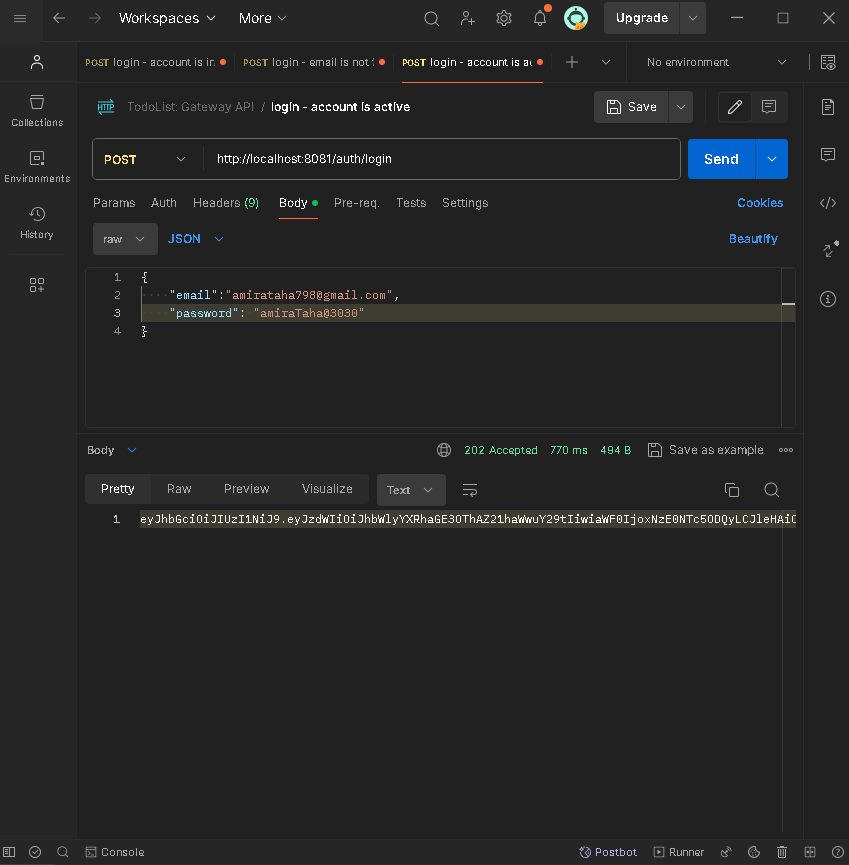 Workspaces More Upgrade
POST login - account is in POST login - email is not POST login - account is ac No environment
HTTP TodoList: Gateway API / login - account is active Save
Collections
POST http://localhost:8081/auth/login Send
Environments
Params Auth Headers (9) Body Pre-req. Tests Settings Cookies
History
raw JSON Beautify
1 {
2 "email":"amirataha798@gmail.com",
3 "password": "amiraTaha@3030"
4 }
Body 202 Accepted 770 ms 494 B Save as example
Pretty Raw Preview Visualize Text
1
Console Postbot Runner